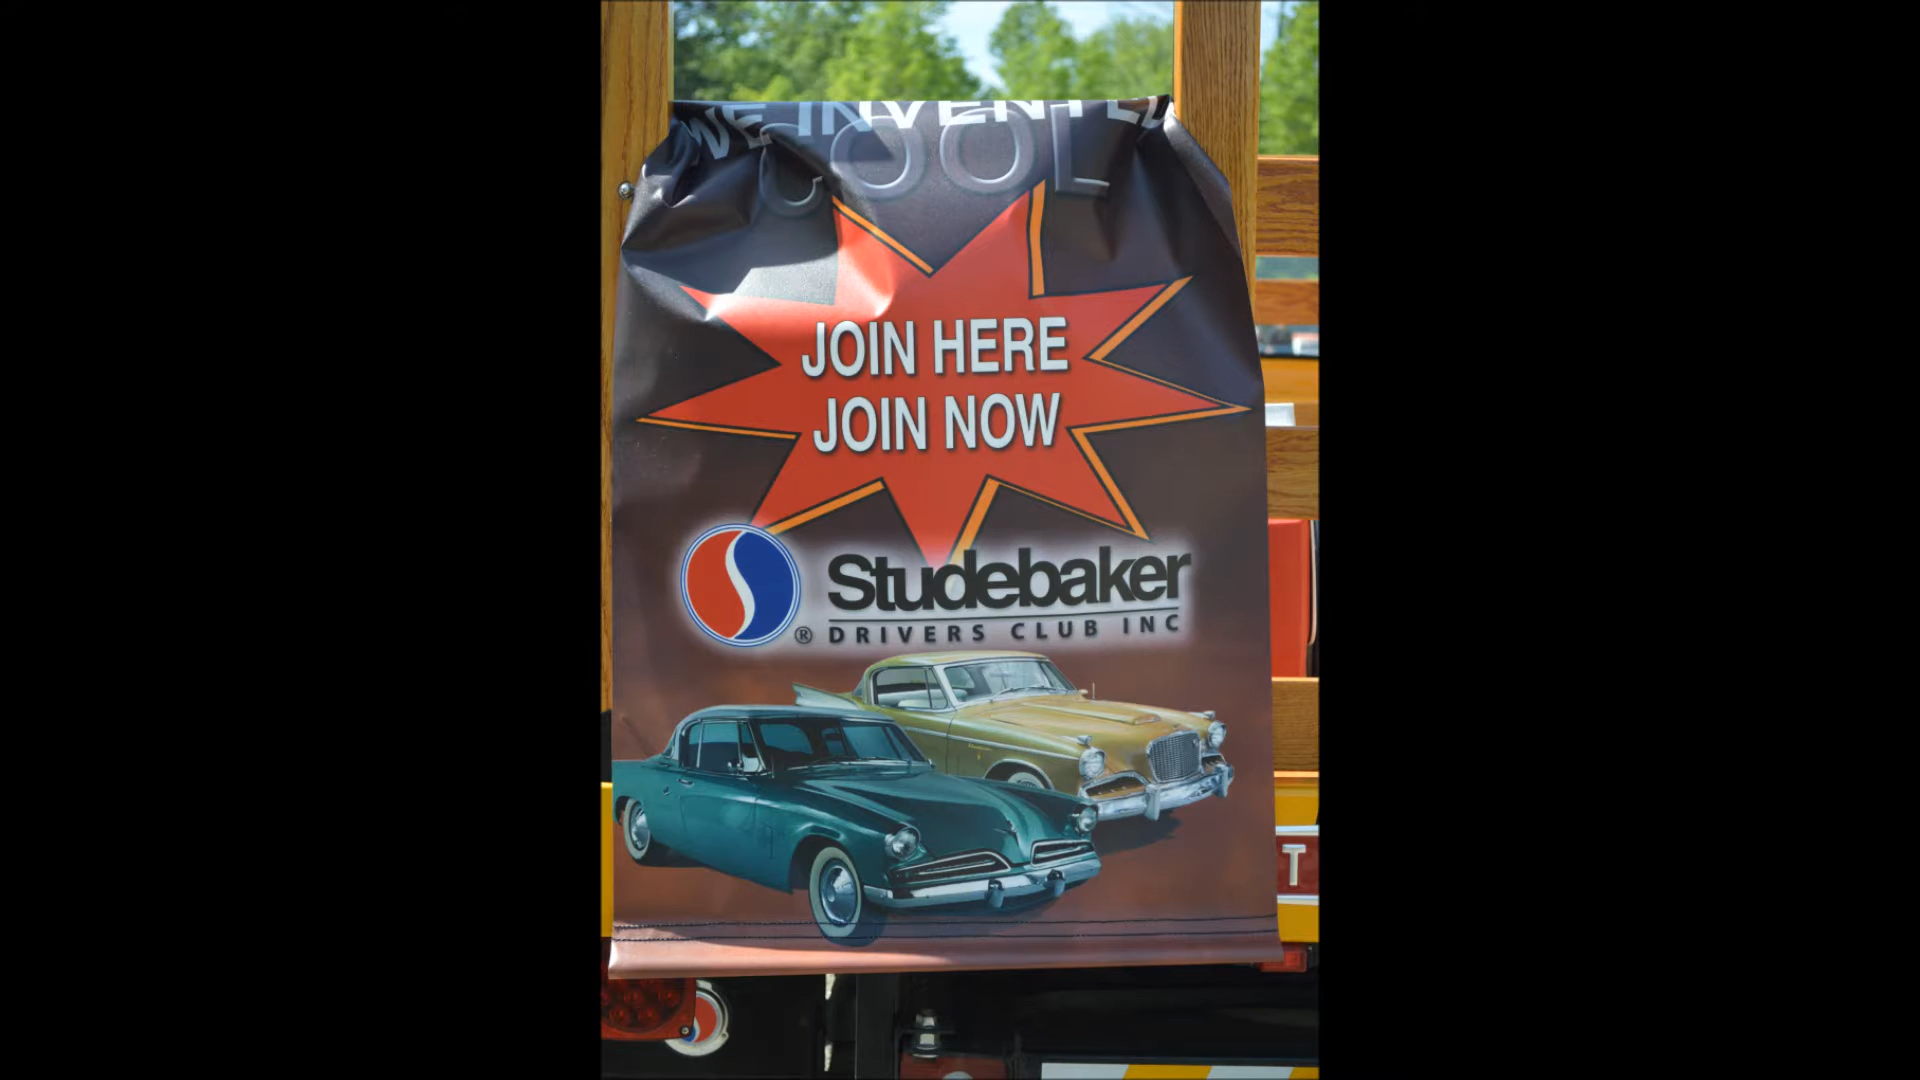 WE INVENTED
COOL
JOIN HERE
JOIN NOW
Studebaker
® DRIVERS CLUB INC
T